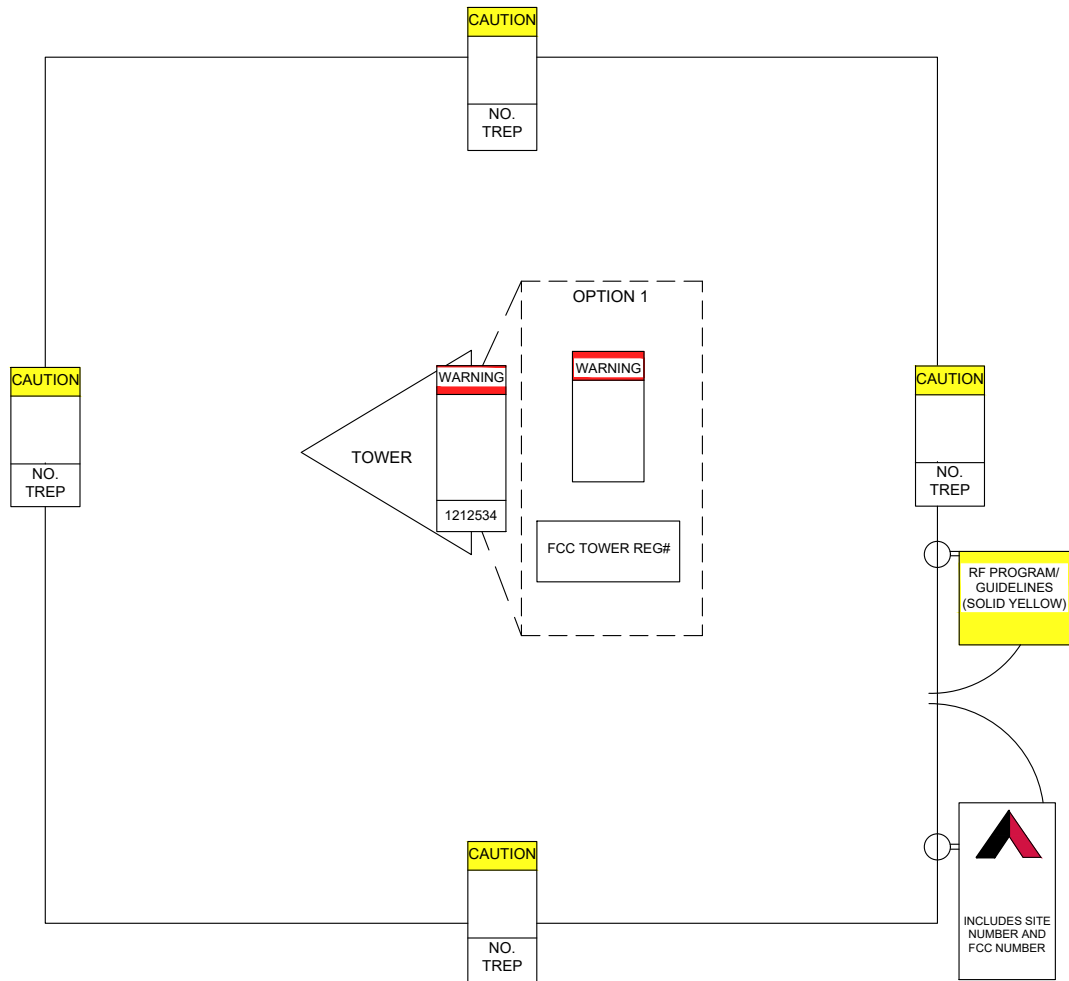 CAUTION
NO.
TREP
OPTION 1
WARNING
WARNING
CAUTION
NO.
TREP
TOWER
1212534
FCC TOWER REG#
CAUTION
NO.
TREP
RF PROGRAM/
GUIDELINES
(SOLID YELLOW)
CAUTION
NO.
TREP
INCLUDES SITE
NUMBER AND
FCC NUMBER